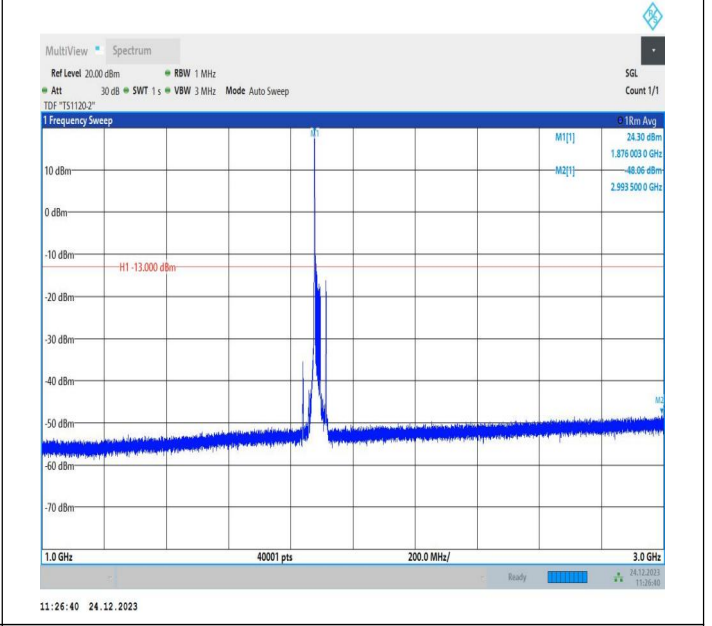 R S
MultiView Spectrum
Ref Level 20.00 dBm RBW 1 MHz SGL
Att 30 dB SWT 1 s VBW 3 MHz Mode Auto Sweep Count 1/1
TDF "TS1120-2"
1 Frequency Sweep 1Rm Avg
M1 M1[1] 24.30 dBm
1.876 003 0 GHz
10 dBm M2[1] -48.06 dBm
2.993 500 0 GHz
0 dBm
-10 dBm
H1 -13.000 dBm
-20 dBm
-30 dBm
-40 dBm
M2
-50 dBm
-60 dBm
-70 dBm
1.0 GHz 40001 pts 200.0 MHz/ 3.0 GHz
Ready 24.12.2023
11:26:40
11:26:40 24.12.2023